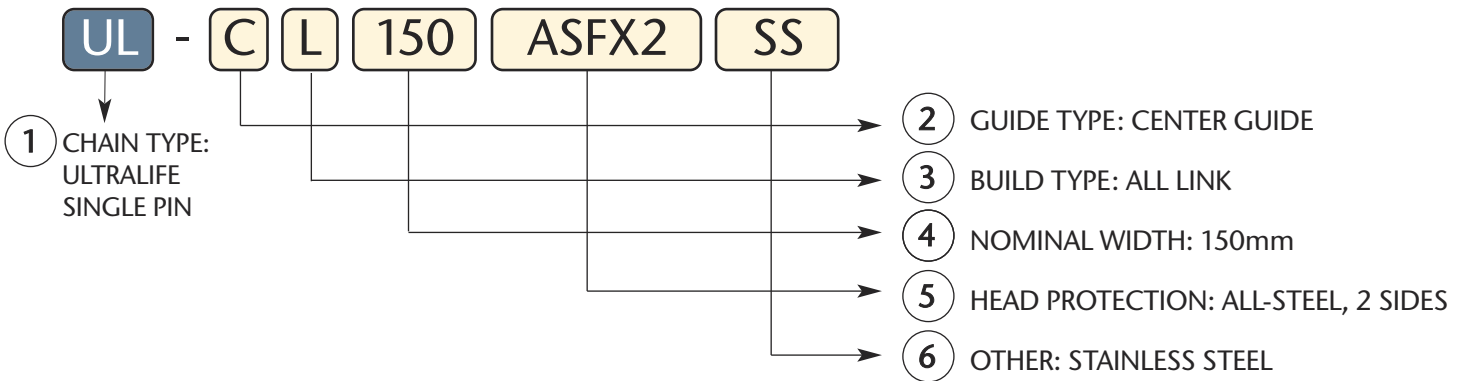 UL - C L 150 ASFX2 SS
1 CHAIN TYPE:
ULTRALIFE
SINGLE PIN
2 GUIDE TYPE: CENTER GUIDE
3 BUILD TYPE: ALL LINK
4 NOMINAL WIDTH: 150mm
5 HEAD PROTECTION: ALL-STEEL, 2 SIDES
6 OTHER: STAINLESS STEEL